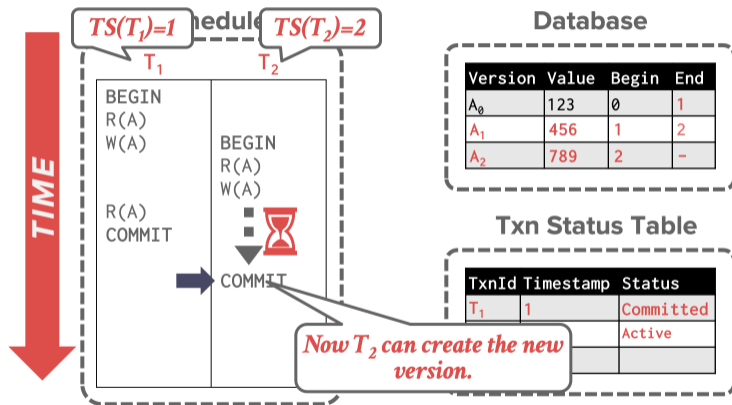 TS(T1)=1
hedule
TS(T2)=2
T1
T2
BEGIN
R(A)
W(A)
R(A)
COMMIT
BEGIN
R(A)
W(A)
COMMIT
TIME
Now T2 can create the new
version.
Database
Version Value Begin End
A0 123 0 1
A1 456 1 2
A2 789 2 –
Txn Status Table
TxnId Timestamp Status
T1 1 Committed
Active